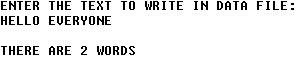 ENTER THE TEXT TO WRITE IN DATA FILE:
HELLO EVERYONE
THERE ARE 2 WORDS